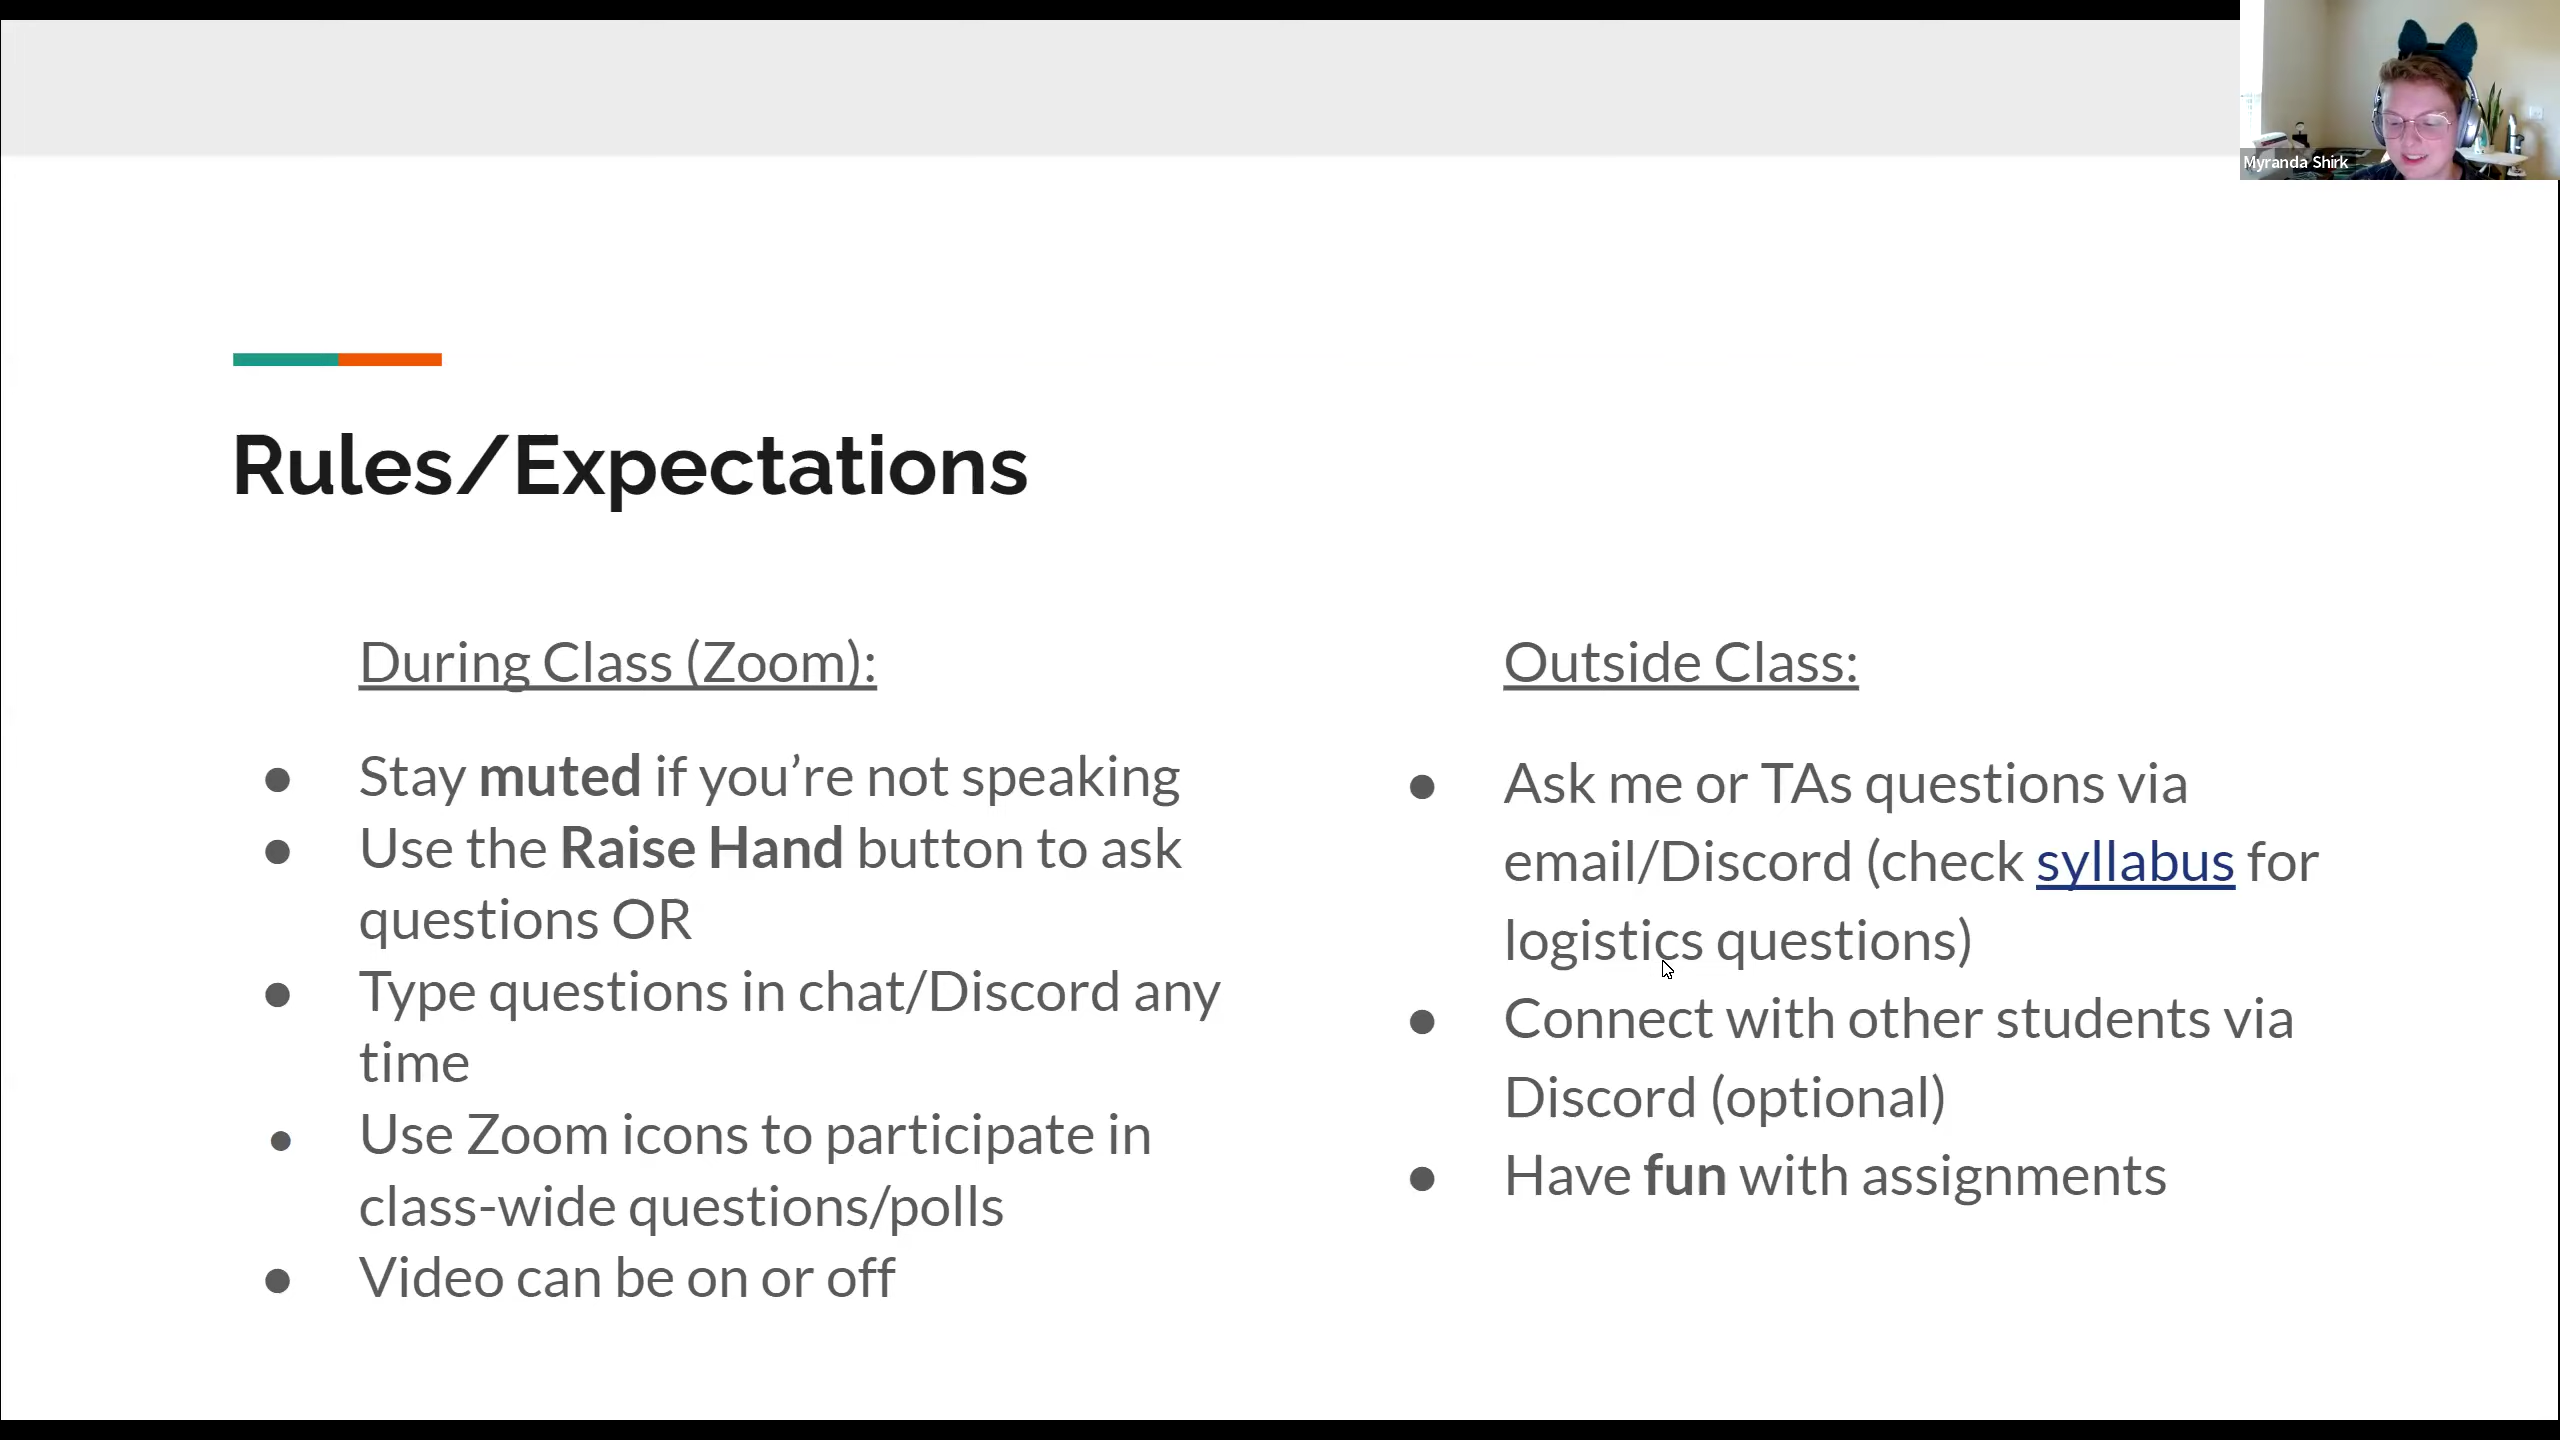 Myranda Shirk
Rules/Expectations
During Class (Zoom):
● Stay muted if you’re not speaking
● Use the Raise Hand button to ask
questions OR
● Type questions in chat/Discord any
time
● Use Zoom icons to participate in
class-wide questions/polls
● Video can be on or off
Outside Class:
● Ask me or TAs questions via
email/Discord (check syllabus for
logistics questions)
● Connect with other students via
Discord (optional)
● Have fun with assignments